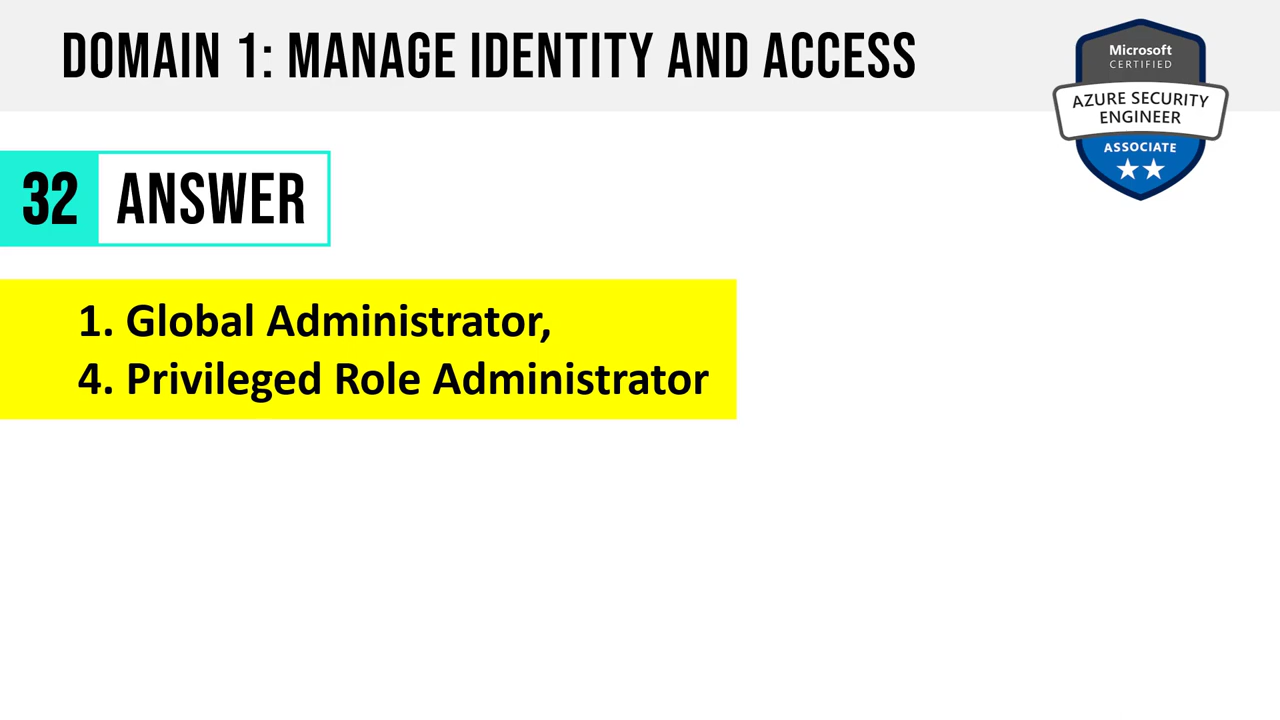 DOMAIN 1: MANAGE IDENTITY AND ACCESS
Microsoft
CERTIFIED
AZURE SECURITY
ENGINEER
ASSOCIATE
32 ANSWER
1. Global Administrator,
4. Privileged Role Administrator